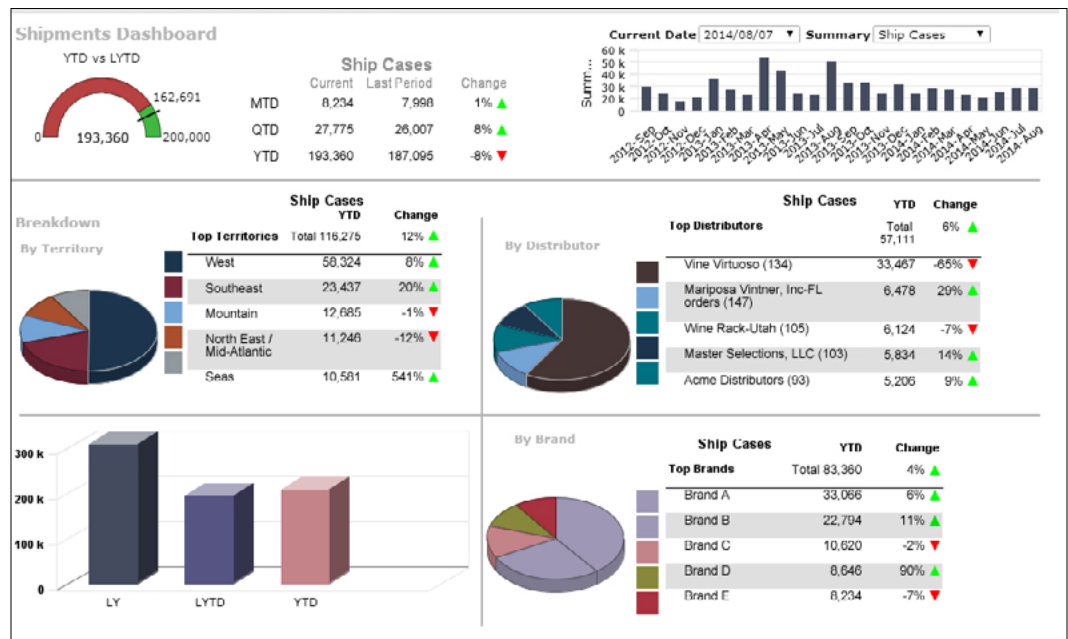 Shipments Dashboard
YTD vs LYTD
162,691
0
193,360
200,000
Ship Cases
Current Last Period Change
MTD 8,234 7,998 1%
QTD 27,775 26,007 8%
YTD 193,360 187,095 -8%
Current Date 2014/08/07 Summary Ship Cases
Summ...
60 k
50 k
40 k
30 k
20 k
10 k
0
2012-Sep
2012-Oct
2012-Nov
2012-Dec
2013-Jan
2013-Feb
2013-Mar
2013-Apr
2013-May
2013-Jun
2013-Jul
2013-Aug
2013-Sep
2013-Oct
2013-Nov
2013-Dec
2014-Jan
2014-Feb
2014-Mar
2014-Apr
2014-May
2014-Jun
2014-Jul
2014-Aug
Breakdown
By Territory
Ship Cases
YTD Change
Top Territories Total 116,275 12%
West 58,324 8%
Southeast 23,437 20%
Mountain 12,685 -1%
North East / 11,246 -12%
Mid-Atlantic
Seas 10,581 541%
By Distributor
Ship Cases YTD Change
Top Distributors Total 6%
57,111
Vine Virtuoso (134) 33,467 -65%
Mariposa Vintner, Inc-FL 6,478 29%
orders (147)
Wine Rack-Utah (105) 6,124 -7%
Master Selections, LLC (103) 5,834 14%
Acme Distributors (93) 5,206 9%
300 k
200 k
100 k
0
LY
LYTD
YTD
By Brand
Ship Cases YTD Change
Top Brands Total 83,360 4%
Brand A 33,066 6%
Brand B 22,794 11%
Brand C 10,620 -2%
Brand D 8,646 90%
Brand E 8,234 -7%